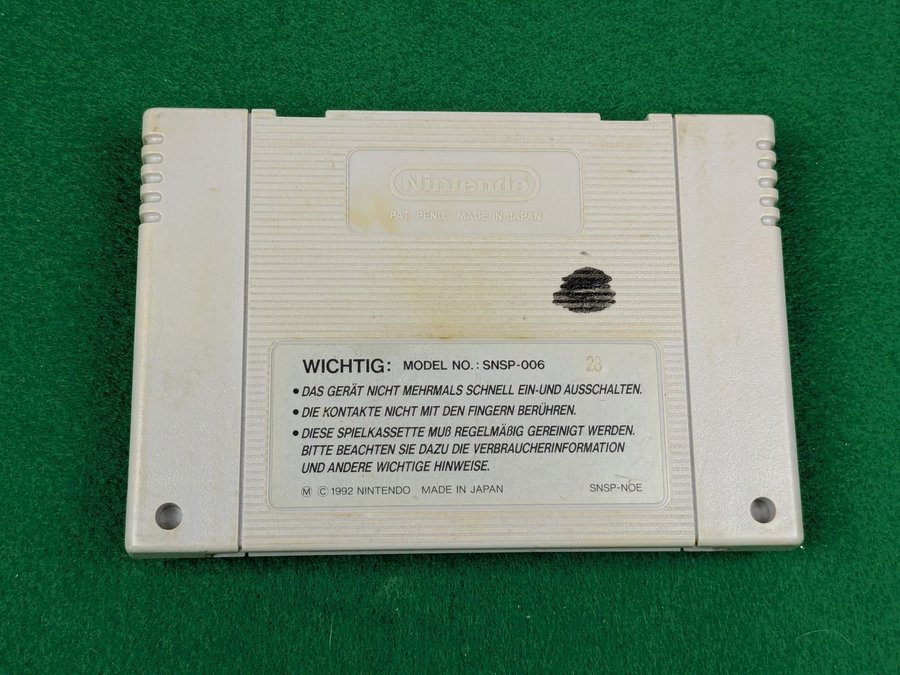 Nintendo
PAT. PEND. MADE IN JAPAN
WICHTIG: MODEL NO.: SNSP-006 23
• DAS GERÄT NICHT MEHRMALS SCHNELL EIN-UND AUSSCHALTEN.
• DIE KONTAKTE NICHT MIT DEN FINGERN BERÜHREN.
• DIESE SPIELKASSETTE MUß REGELMÄßIG GEREINIGT WERDEN.
BITTE BEACHTEN SIE DAZU DIE VERBRAUCHERINFORMATION
UND ANDERE WICHTIGE HINWEISE.
Ⓜ © 1992 NINTENDO MADE IN JAPAN SNSP-NOE